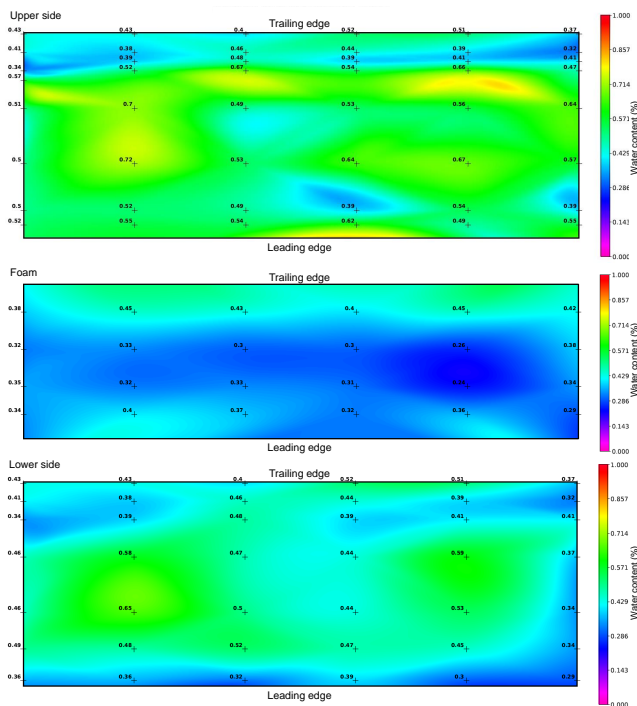 Upper side
Trailing edge
0.43 0.43 0.4 0.52 0.51 0.37
0.41 0.38 0.46 0.44 0.39 0.32
0.34 0.39 0.48 0.39 0.41 0.41
0.57 0.52 0.67 0.54 0.66 0.47
0.51 0.7 0.49 0.53 0.56 0.64
0.5 0.72 0.53 0.64 0.67 0.57
0.5 0.52 0.49 0.39 0.54 0.39
0.52 0.55 0.54 0.62 0.49 0.55
Leading edge
1.000
0.857
0.714
0.571
0.429
0.286
0.143
0.000
Water content (%)
Foam
Trailing edge
0.38 0.45 0.43 0.4 0.45 0.42
0.32 0.33 0.3 0.3 0.26 0.38
0.35 0.32 0.33 0.31 0.34
0.34 0.4 0.37 0.32 0.36 0.29
Leading edge
1.000
0.857
0.714
0.571
0.429
0.286
0.143
0.000
Water content (%)
Lower side
Trailing edge
0.43 0.43 0.4 0.52 0.51 0.37
0.41 0.38 0.46 0.44 0.39 0.32
0.34 0.39 0.48 0.39 0.41 0.41
0.46 0.58 0.47 0.44 0.59 0.37
0.46 0.63 0.5 0.44 0.53 0.34
0.49 0.48 0.52 0.47 0.45 0.34
0.36 0.36 0.32 0.39 0.3 0.29
Leading edge
1.000
0.857
0.714
0.571
0.429
0.286
0.143
0.000
Water content (%)